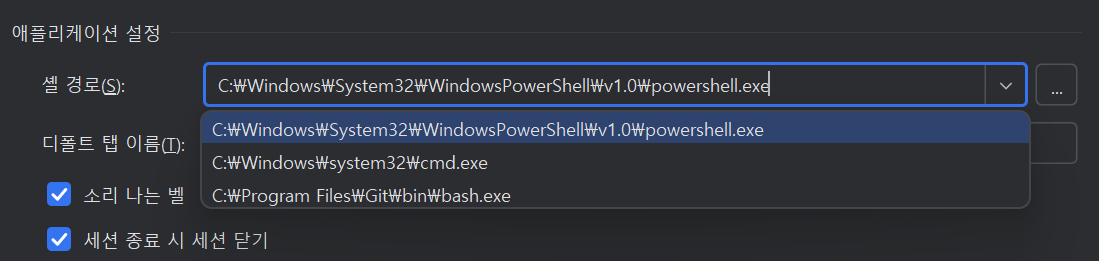 애플리케이션 설정
셸 경로(S):
C:₩Windows₩System32₩WindowsPowerShell₩v1.0₩powershell.exe
...
C:₩Windows₩System32₩WindowsPowerShell₩v1.0₩powershell.exe
디폴트 탭 이름(T):
C:₩Windows₩system32₩cmd.exe
소리 나는 벨
C:₩Program Files₩Git₩bin₩bash.exe
세션 종료 시 세션 닫기